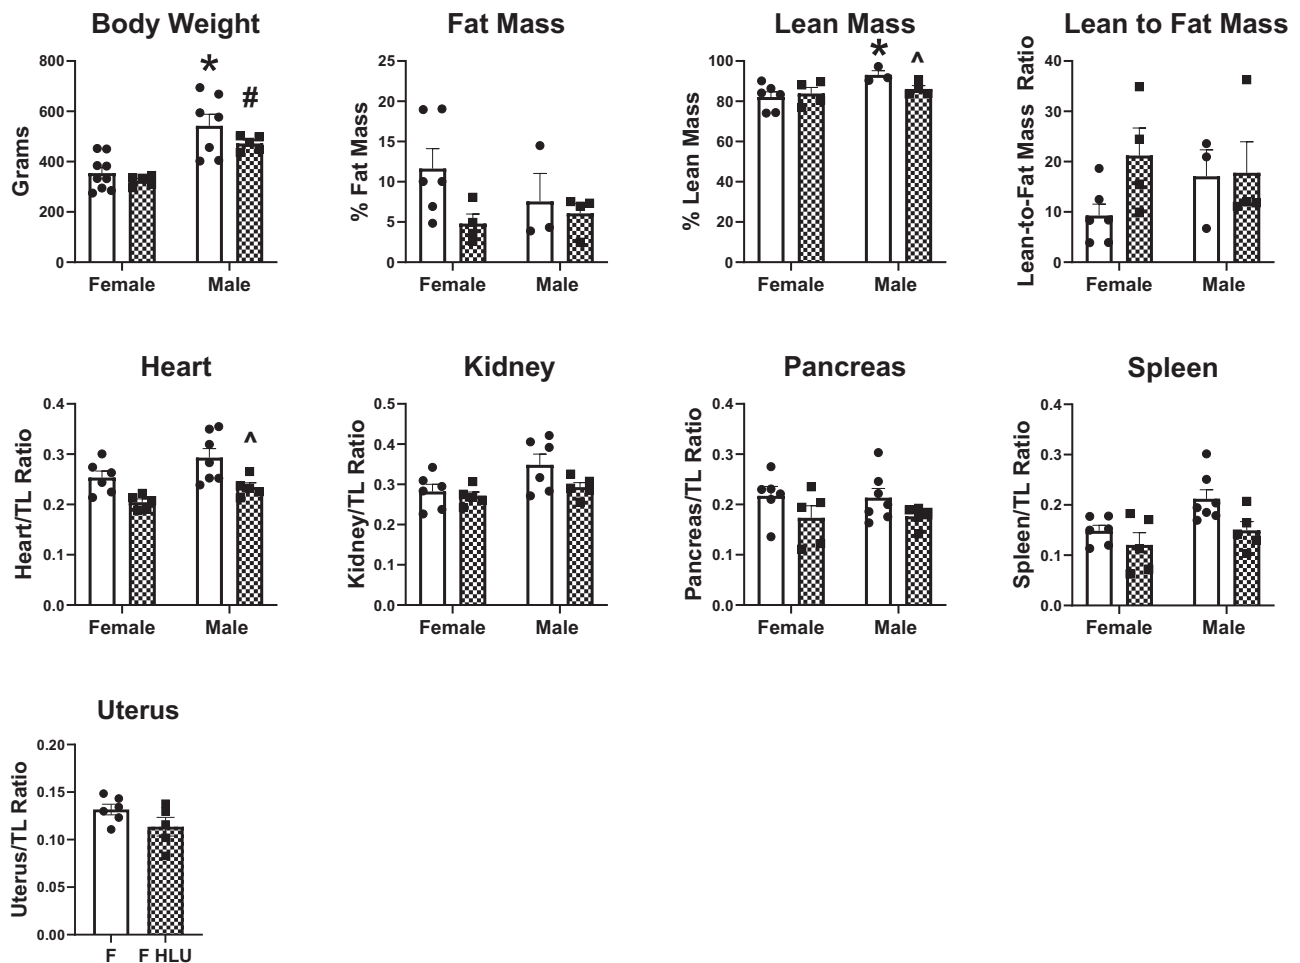 Body Weight
Grams
800
600
400
200
0
*
#
Female
Male
Fat Mass
% Fat Mass
25
20
15
10
5
0
Female
Male
Lean Mass
% Lean Mass
100
80
60
40
20
0
*
^
Female
Male
Lean to Fat Mass
Lean-to-Fat Mass Ratio
40
30
20
10
0
Female
Male
Heart
Heart/TL Ratio
0.4
0.3
0.2
0.1
0.0
^
Female
Male
Kidney
Kidney/TL Ratio
0.5
0.4
0.3
0.2
0.1
0.0
Female
Male
Pancreas
Pancreas/TL Ratio
0.4
0.3
0.2
0.1
0.0
Female
Male
Spleen
Spleen/TL Ratio
0.4
0.3
0.2
0.1
0.0
Female
Male
Uterus
Uterus/TL Ratio
0.20
0.15
0.10
0.05
0.00
F
F HLU